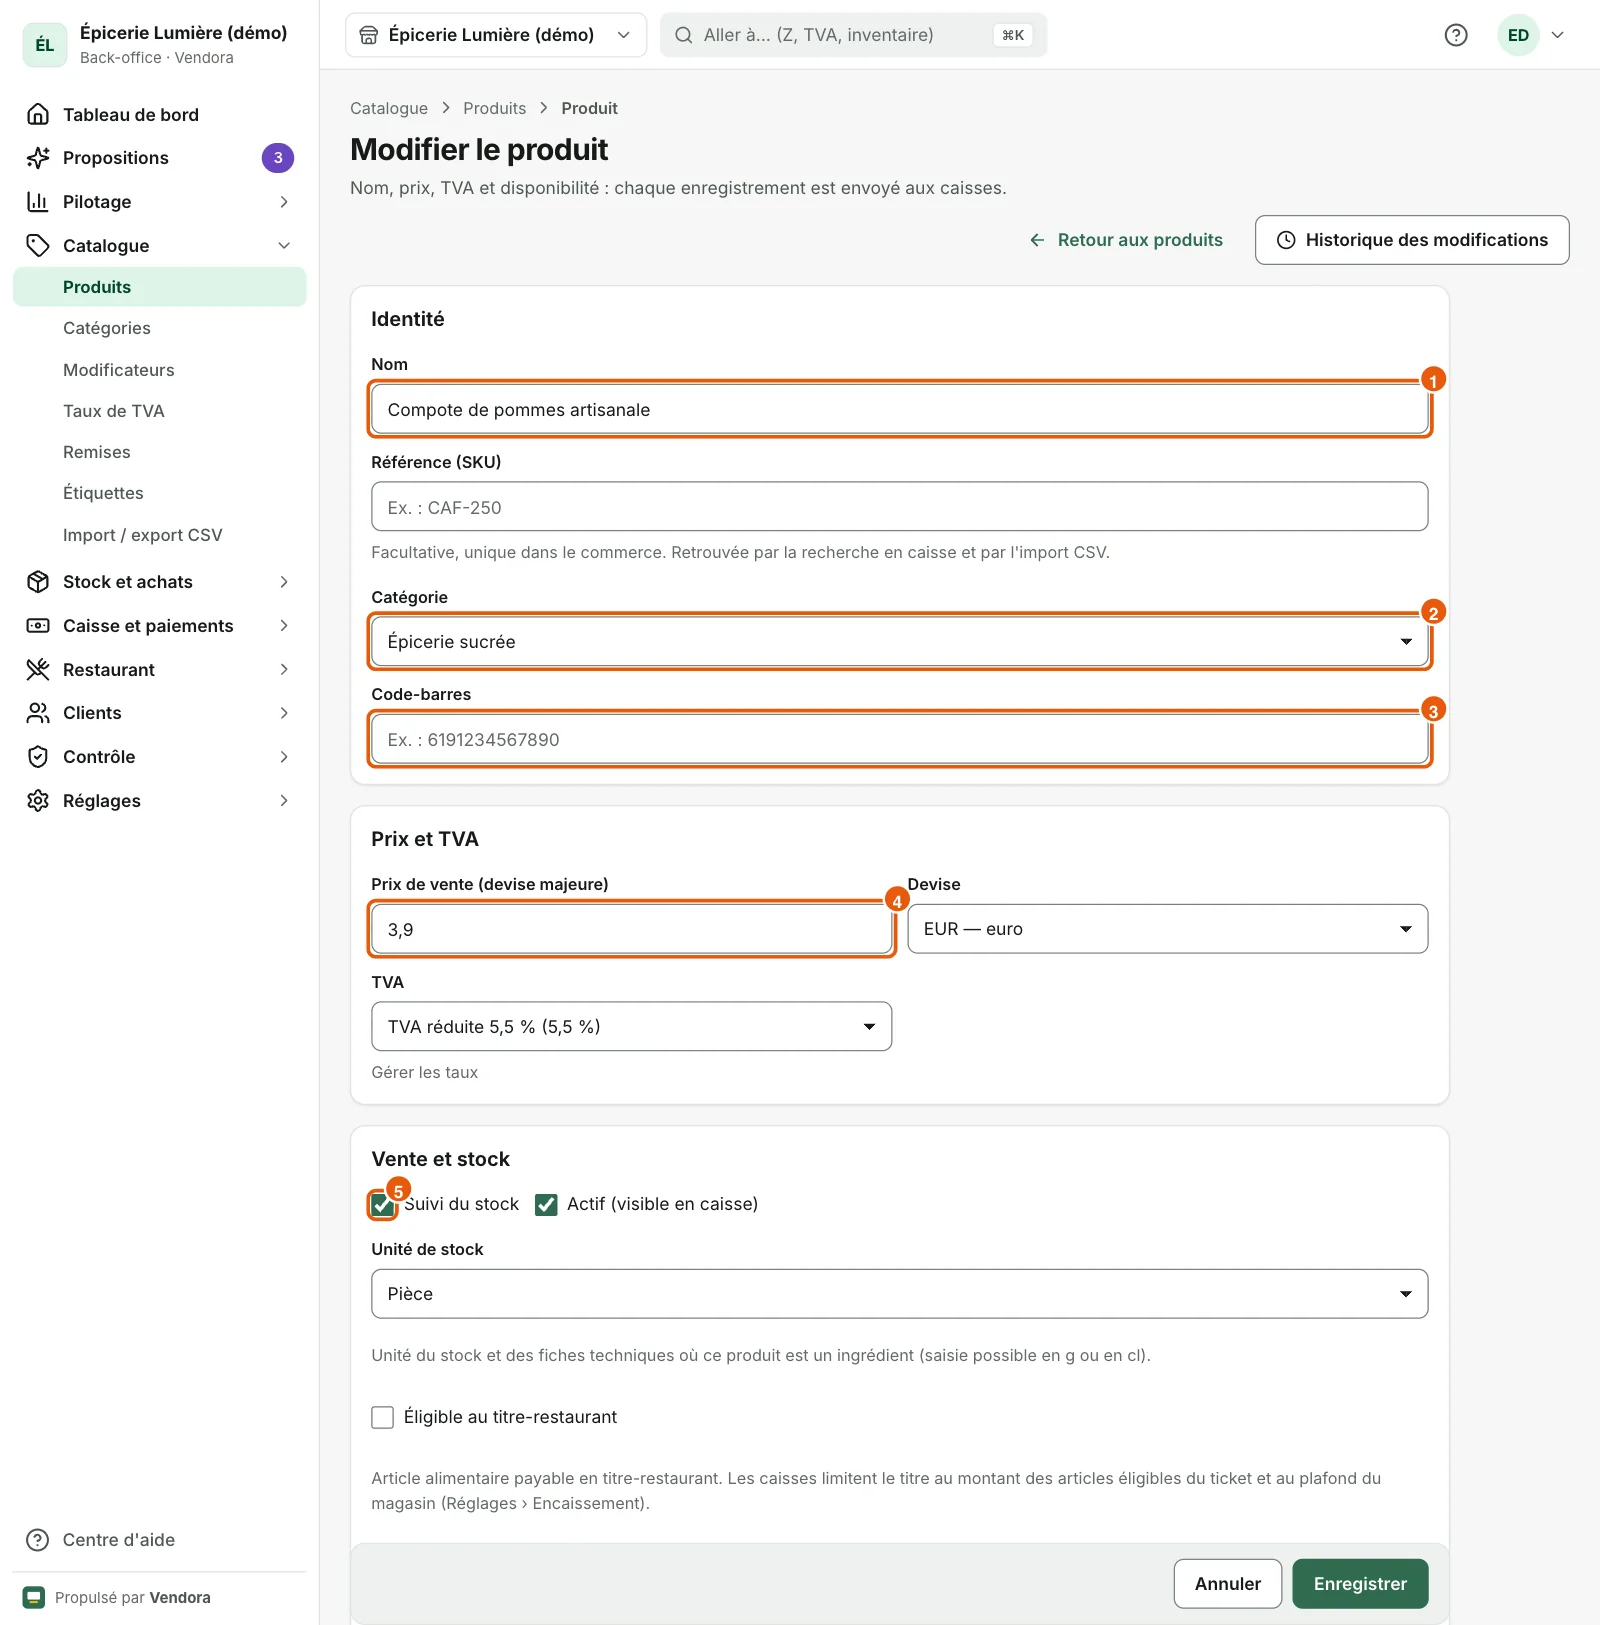 ÉL
Épicerie Lumière (démo)
Back-office · Vendora
Épicerie Lumière (démo)
Aller à... (Z, TVA, inventaire)
⌘K
ED
Tableau de bord
Propositions
3
Pilotage
Catalogue
Produits
Catégories
Modificateurs
Taux de TVA
Remises
Étiquettes
Import / export CSV
Stock et achats
Caisse et paiements
Restaurant
Clients
Contrôle
Réglages
Centre d'aide
Propulsé par Vendora
Catalogue > Produits > Produit
Modifier le produit
Nom, prix, TVA et disponibilité : chaque enregistrement est envoyé aux caisses.
← Retour aux produits
Historique des modifications
Identité
Nom
1
Compote de pommes artisanale
Référence (SKU)
Ex. : CAF-250
Facultative, unique dans le commerce. Retrouvée par la recherche en caisse et par l'import CSV.
Catégorie
2
Épicerie sucrée
Code-barres
3
Ex. : 6191234567890
Prix et TVA
Prix de vente (devise majeure)
4
Devise
3,9
EUR — euro
TVA
TVA réduite 5,5 % (5,5 %)
Gérer les taux
Vente et stock
5
Suivi du stock
Actif (visible en caisse)
Unité de stock
Pièce
Unité du stock et des fiches techniques où ce produit est un ingrédient (saisie possible en g ou en cl).
Éligible au titre-restaurant
Article alimentaire payable en titre-restaurant. Les caisses limitent le titre au montant des articles éligibles du ticket et au plafond du
magasin (Réglages › Encaissement).
Annuler
Enregistrer